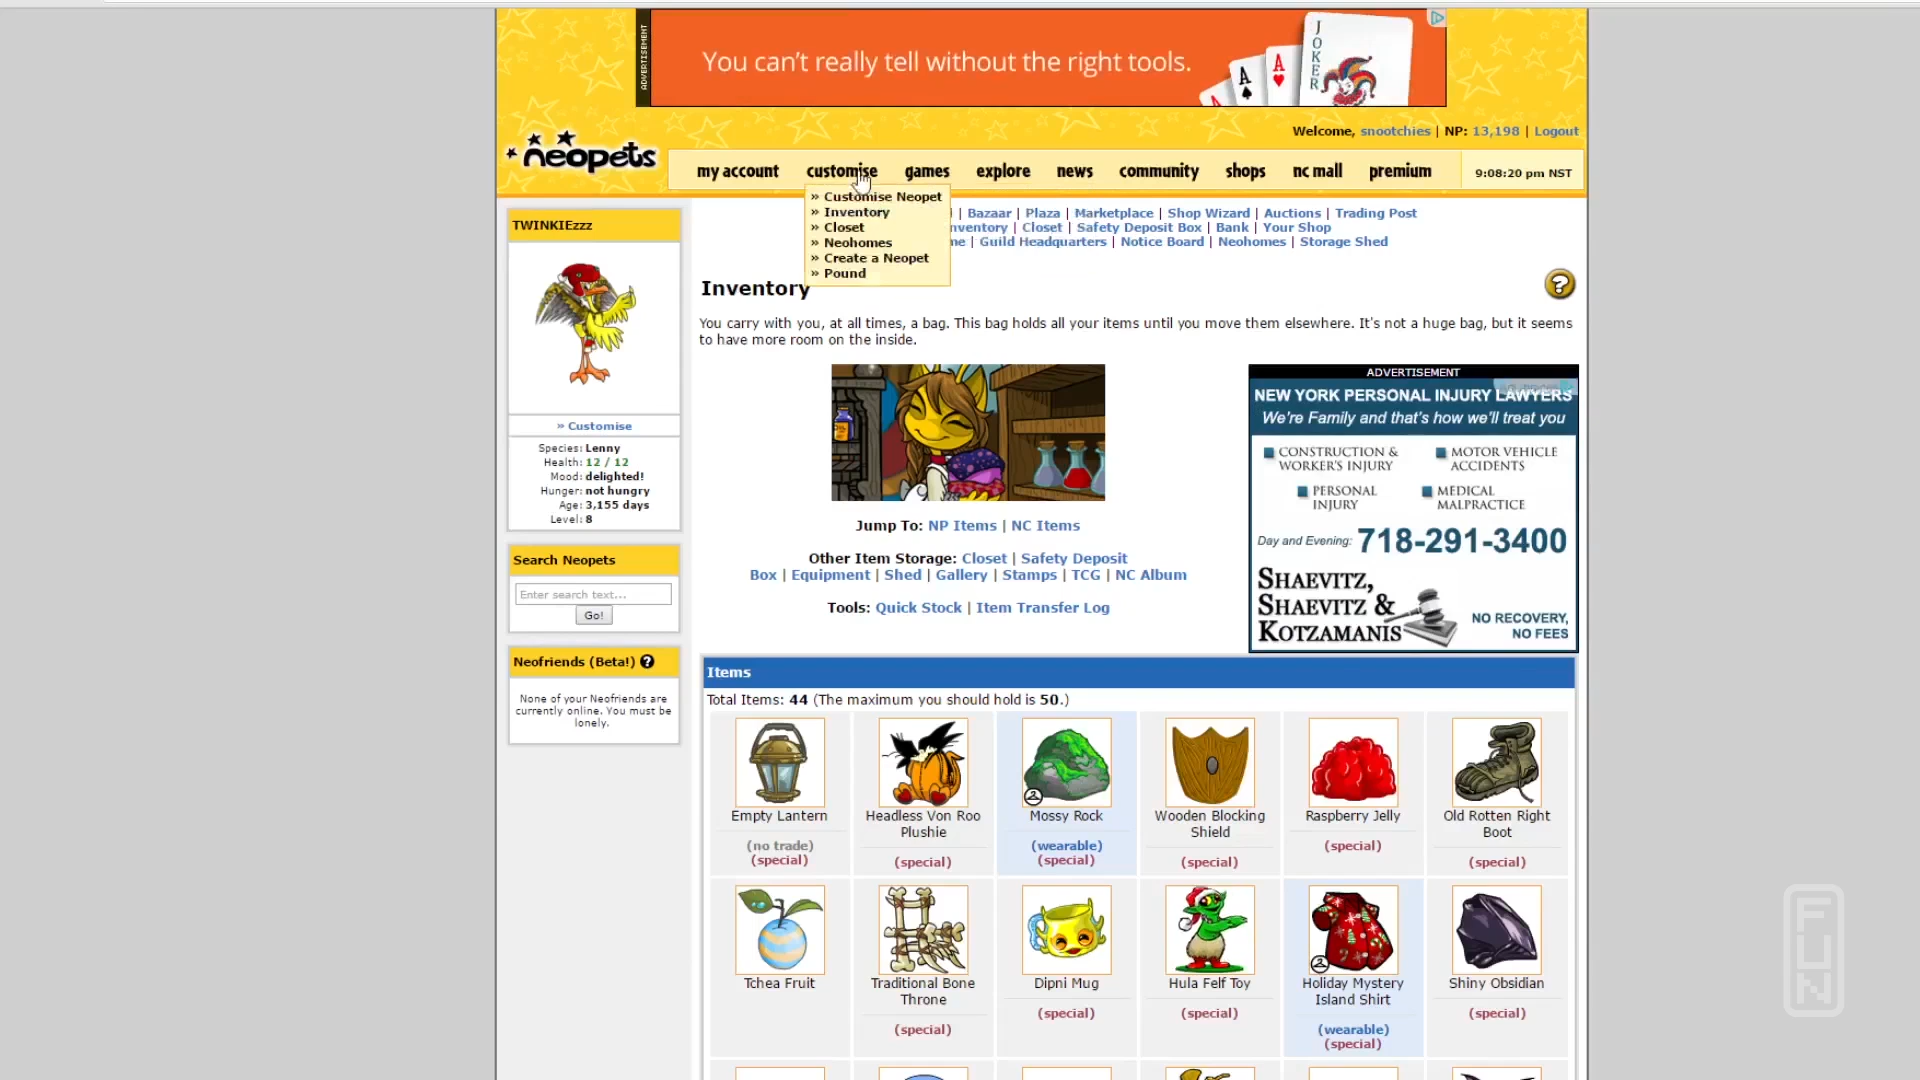 ADVERTISEMENT
You can't really tell without the right tools.
JOKER
A
A
A
neopets
Welcome, snootchies | NP: 13,198 | Logout
my account customise games explore news community shops nc mall premium 9:08:20 pm NST
» Customise Neopet
» Inventory
» Closet
» Neohomes
» Create a Neopet
» Pound
| Bazaar | Plaza | Marketplace | Shop Wizard | Auctions | Trading Post
nventory | Closet | Safety Deposit Box | Bank | Your Shop
me | Guild Headquarters | Notice Board | Neohomes | Storage Shed
TWINKIEzzz
» Customise
Species: Lenny
Health: 12 / 12
Mood: delighted!
Hunger: not hungry
Age: 3,155 days
Level: 8
Search Neopets
Enter search text...
Go!
Neofriends (Beta!) ?
None of your Neofriends are
currently online. You must be
lonely.
Inventory
?
You carry with you, at all times, a bag. This bag holds all your items until you move them elsewhere. It's not a huge bag, but it seems
to have more room on the inside.
Jump To: NP Items | NC Items
Other Item Storage: Closet | Safety Deposit
Box | Equipment | Shed | Gallery | Stamps | TCG | NC Album
Tools: Quick Stock | Item Transfer Log
ADVERTISEMENT
NEW YORK PERSONAL INJURY LAWYERS
We're Family and that's how we'll treat you
CONSTRUCTION &
WORKER'S INJURY
MOTOR VEHICLE
ACCIDENTS
PERSONAL
INJURY
MEDICAL
MALPRACTICE
Day and Evening: 718-291-3400
SHAEVITZ,
SHAEVITZ &
KOTZAMANIS
NO RECOVERY,
NO FEES
Items
Total Items: 44 (The maximum you should hold is 50.)
Empty Lantern
(no trade)
(special)
Headless Von Roo
Plushie
(special)
Mossy Rock
(wearable)
(special)
Wooden Blocking
Shield
(special)
Raspberry Jelly
(special)
Old Rotten Right
Boot
(special)
Tchea Fruit
Traditional Bone
Throne
(special)
Dipni Mug
(special)
Hula Felf Toy
(special)
Holiday Mystery
Island Shirt
(wearable)
(special)
Shiny Obsidian
(special)
FUN